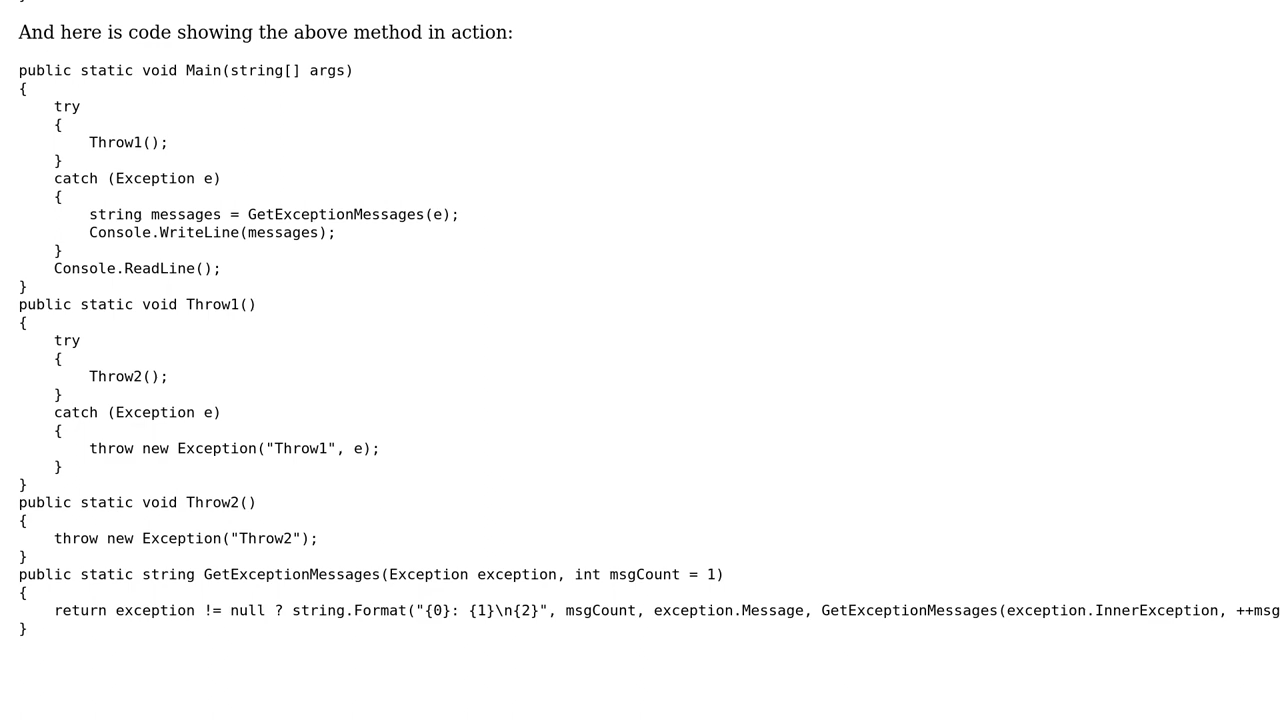 And here is code showing the above method in action:
public static void Main(string[] args)
{
    try
    {
        Throw1();
    }
    catch (Exception e)
    {
        string messages = GetExceptionMessages(e);
        Console.WriteLine(messages);
    }
    Console.ReadLine();
}
public static void Throw1()
{
    try
    {
        Throw2();
    }
    catch (Exception e)
    {
        throw new Exception("Throw1", e);
    }
}
public static void Throw2()
{
    throw new Exception("Throw2");
}
public static string GetExceptionMessages(Exception exception, int msgCount = 1)
{
    return exception != null ? string.Format("{0}: {1}\n{2}", msgCount, exception.Message, GetExceptionMessages(exception.InnerException, ++msg
}